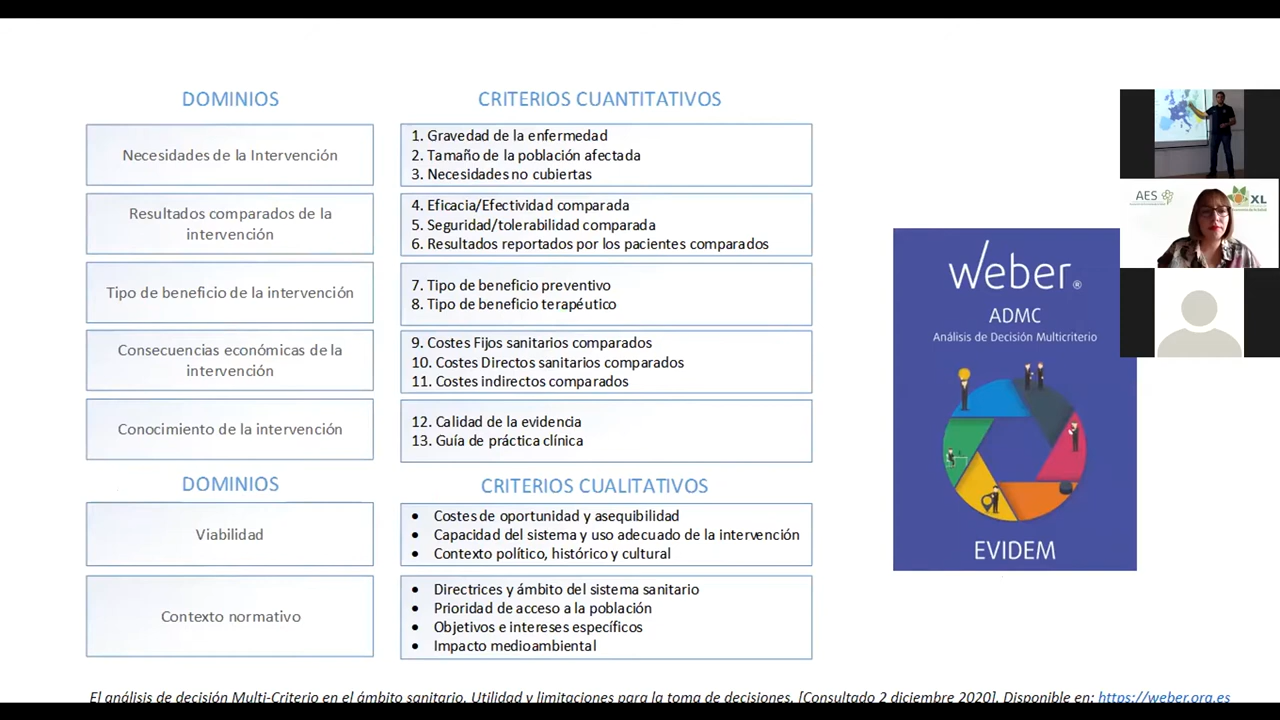 DOMINIOS
CRITERIOS CUANTITATIVOS
Necesidades de la Intervención
1. Gravedad de la enfermedad
2. Tamaño de la población afectada
3. Necesidades no cubiertas
Resultados comparados de la
intervención
4. Eficacia/Efectividad comparada
5. Seguridad/tolerabilidad comparada
6. Resultados reportados por los pacientes comparados
Tipo de beneficio de la intervención
7. Tipo de beneficio preventivo
8. Tipo de beneficio terapéutico
Consecuencias económicas de la
intervención
9. Costes Fijos sanitarios comparados
10. Costes Directos sanitarios comparados
11. Costes indirectos comparados
Conocimiento de la intervención
12. Calidad de la evidencia
13. Guía de práctica clínica
DOMINIOS
CRITERIOS CUALITATIVOS
Viabilidad
• Costes de oportunidad y asequibilidad
• Capacidad del sistema y uso adecuado de la intervención
• Contexto político, histórico y cultural
Contexto normativo
• Directrices y ámbito del sistema sanitario
• Prioridad de acceso a la población
• Objetivos e intereses específicos
• Impacto medioambiental
weber®
ADMC
Análisis de Decisión Multicriterio
EVIDEM
AES
XL
El análisis de decisión Multi-Criterio en el ámbito sanitario. Utilidad y limitaciones para la toma de decisiones. [Consultado 2 diciembre 2020]. Disponible en: https://weber.org.es